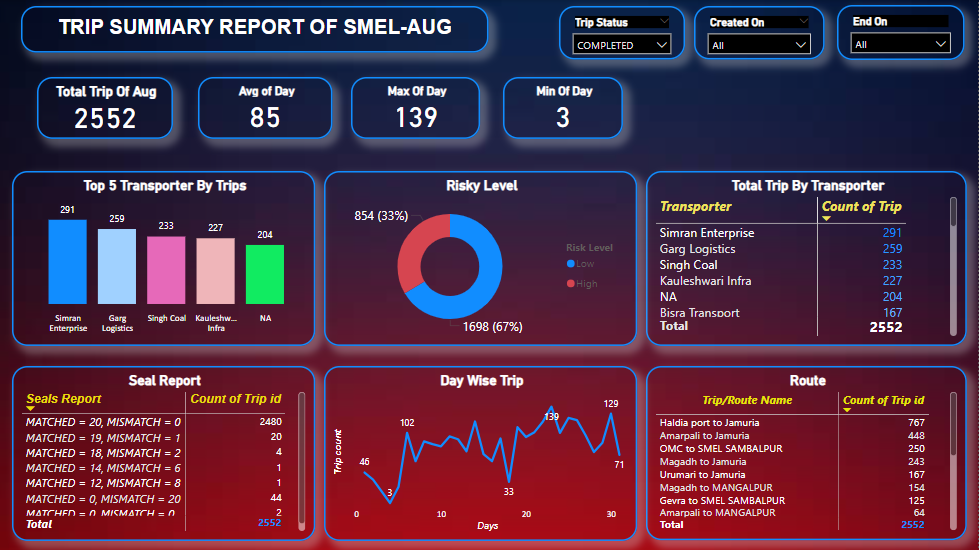 TRIP SUMMARY REPORT OF SMEL-AUG
Trip Status
COMPLETED
Created On
All
End On
All
Total Trip Of Aug
2552
Avg of Day
85
Max Of Day
139
Min Of Day
3
Top 5 Transporter By Trips
291
259
233
227
204
Simran Enterprise
Garg Logistics
Singh Coal
Kauleshw... Infra
NA
Risky Level
854 (33%)
1698 (67%)
Risk Level
Low
High
Total Trip By Transporter
Transporter Count of Trip
Simran Enterprise 291
Garg Logistics 259
Singh Coal 233
Kauleshwari Infra 227
NA 204
Bisra Transoort 167
Total 2552
Seal Report
Seals Report Count of Trip id
MATCHED = 20, MISMATCH = 0 2480
MATCHED = 19, MISMATCH = 1 20
MATCHED = 18, MISMATCH = 2 4
MATCHED = 14, MISMATCH = 6 1
MATCHED = 12, MISMATCH = 8 1
MATCHED = 0, MISMATCH = 20 44
MATCHED = 0, MISMATCH = 0 2
Total 2552
Day Wise Trip
Trip count
46
3
102
33
139
129
71
0 10 20 30
Days
Route
Trip/Route Name Count of Trip id
Haldia port to Jamuria 767
Amarpali to Jamuria 448
OMC to SMEL SAMBALPUR 250
Magadh to Jamuria 243
Urumari to Jamuria 167
Magadh to MANGALPUR 154
Gevra to SMEL SAMBALPUR 125
Amarpali to MANGALPUR 64
Total 2552